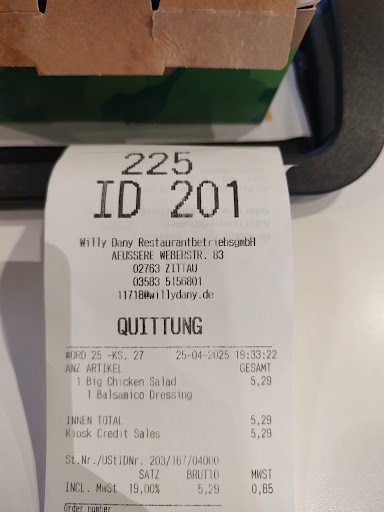 225
ID 201
Willy Dany RestaurantbetriebsgmbH
AEUSSERE WEBERSTR. 83
02763 ZITTAU
03583 5156801
11718@willydany.de
QUITTUNG
#ORD 25 -KS. 27 25-04-2025 19:33:22
ANZ ARTIKEL GESAMT
1 Big Chicken Salad 5,29
1 Balsamico Dressing
INNEN TOTAL 5,29
Kiosk Credit Sales 5,29
St.Nr./UStIDNr. 203/167/04000
SATZ BRUTTO MWST
INCL. MwSt 19,00% 5,29 0,85
Order number